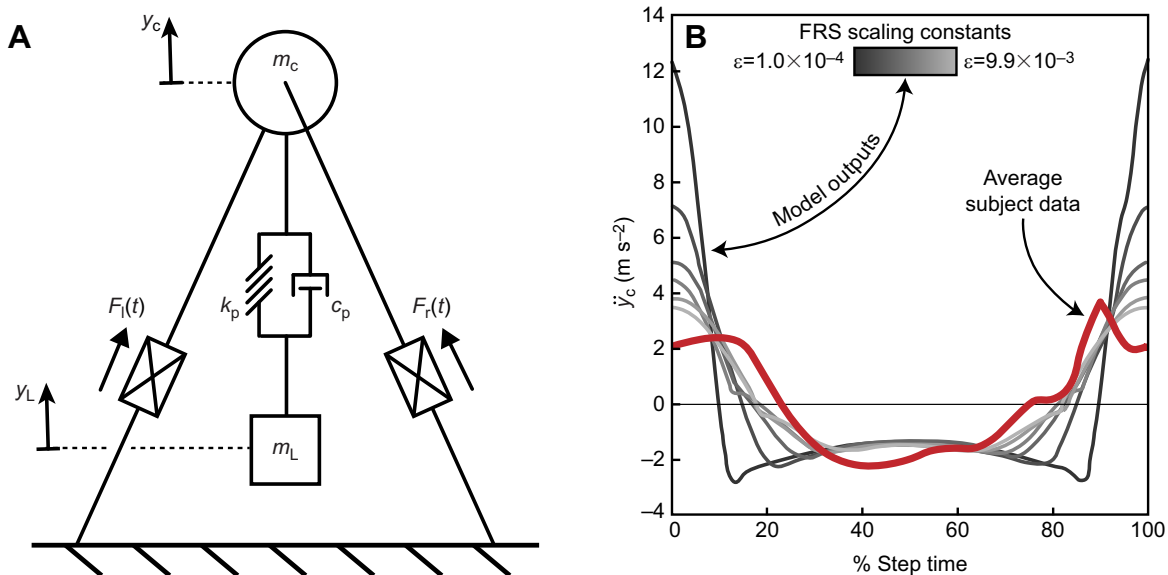 A
y_c
m_c
F_l(t)
k_p
c_p
F_r(t)
y_L
m_L
B
FRS scaling constants
ε=1.0×10⁻⁴
ε=9.9×10⁻³
Model outputs
Average
subject data
ÿ_c (m s⁻²)
14
12
10
8
6
4
2
0
–2
–4
0
20
40
60
80
100
% Step time